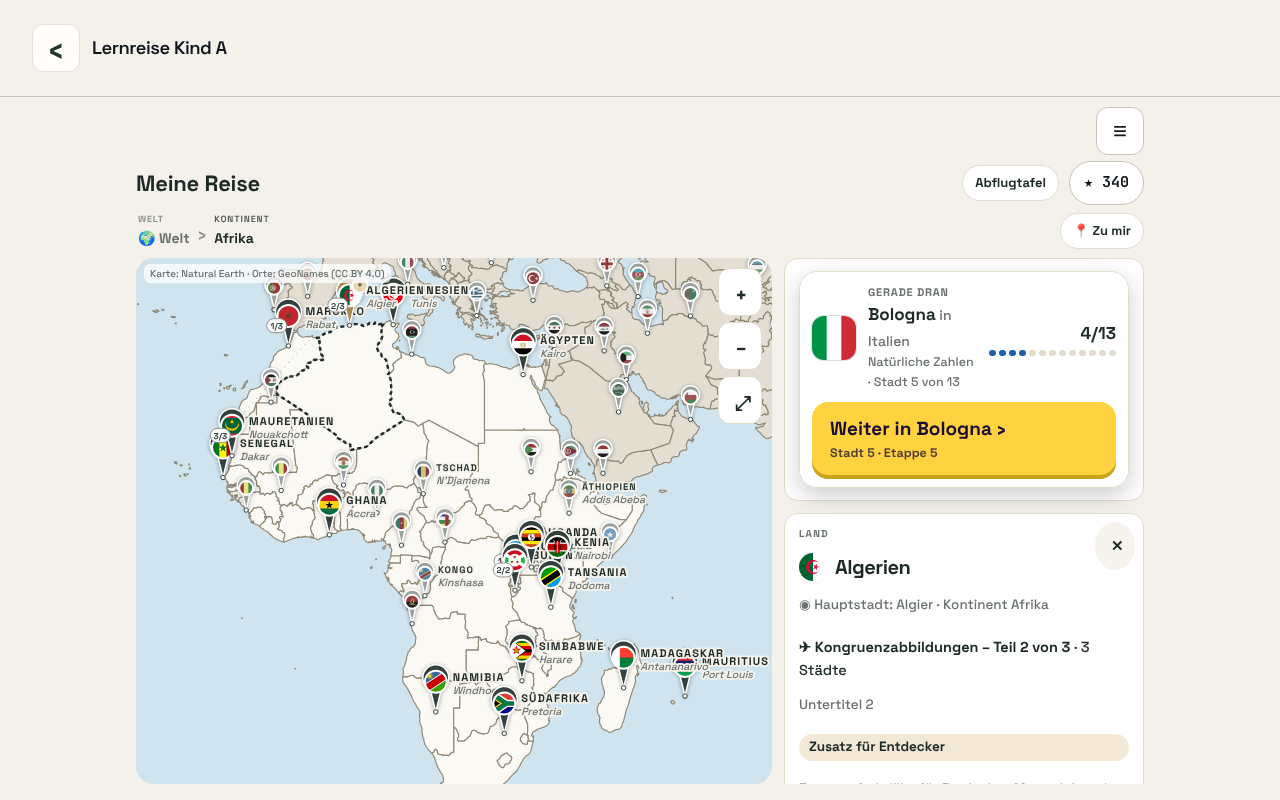 <
Lernreise Kind A
≡
Meine Reise
Abflugtafel
★ 340
WELT
KONTINENT
🌍 Welt > Afrika
📍 Zu mir
Karte: Natural Earth · Orte: GeoNames (CC BY 4.0)
+
−
⤢
ALGERIEN
Algier
Tunis
2/3
Rabat
1/3
ÄGYPTEN
Kairo
MAURETANIEN
Nouakchott
3/3
SENEGAL
Dakar
TSCHAD
N'Djamena
ÄTHIOPIEN
Addis Abeba
GHANA
Accra
KENIA
Nairobi
2/2
TANSANIA
Dodoma
KONGO
Kinshasa
SIMBABWE
Harare
MADAGASKAR
Antananarivo
MAURITIUS
Port Louis
NAMIBIA
SÜDAFRIKA
Pretoria
GERADE DRAN
Bologna in
Italien
4/13
Natürliche Zahlen
· Stadt 5 von 13
Weiter in Bologna >
Stadt 5 · Etappe 5
LAND
×
Algerien
◉ Hauptstadt: Algier · Kontinent Afrika
✈ Kongruenzabbildungen – Teil 2 von 3 · 3
Städte
Untertitel 2
Zusatz für Entdecker